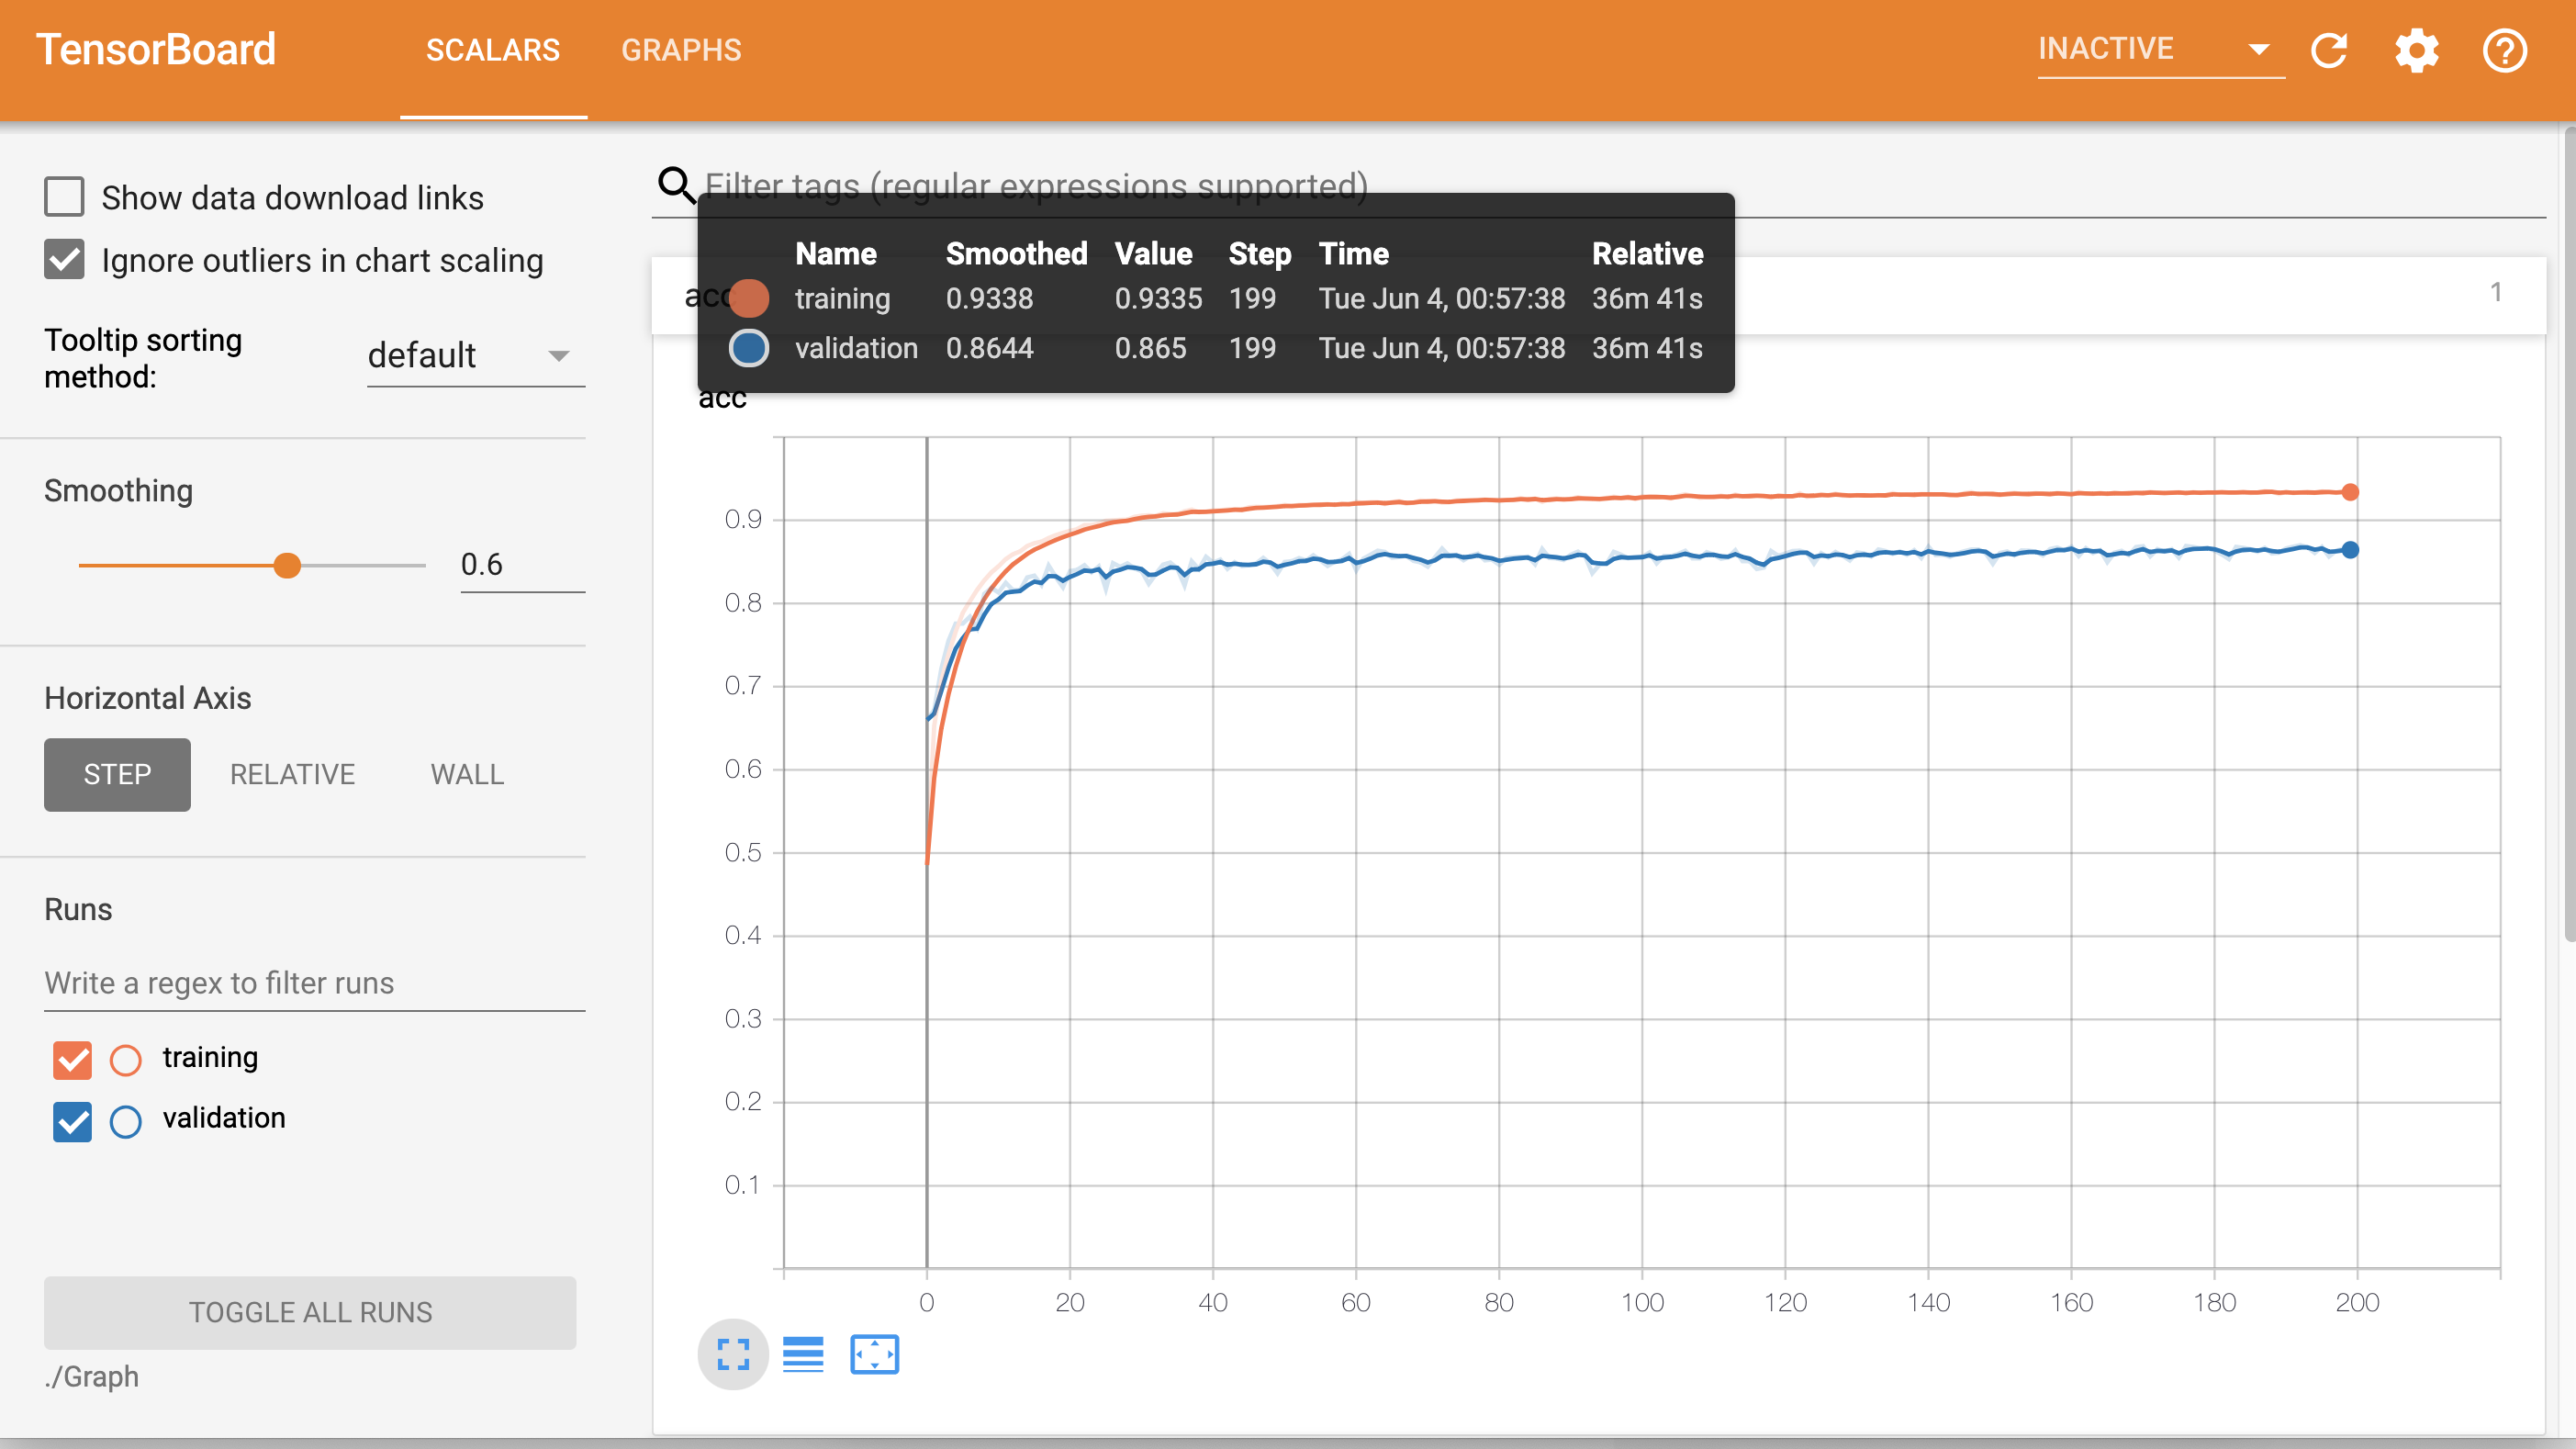 TensorBoard SCALARS GRAPHS INACTIVE
Show data download links
Ignore outliers in chart scaling
Tooltip sorting
method:
default
Smoothing
0.6
Horizontal Axis
STEP RELATIVE WALL
Runs
Write a regex to filter runs
training
validation
TOGGLE ALL RUNS
./Graph
Filter tags (regular expressions supported)
acc 1
Name Smoothed Value Step Time Relative
training 0.9338 0.9335 199 Tue Jun 4, 00:57:38 36m 41s
validation 0.8644 0.865 199 Tue Jun 4, 00:57:38 36m 41s
acc
0.9
0.8
0.7
0.6
0.5
0.4
0.3
0.2
0.1
0 20 40 60 80 100 120 140 160 180 200